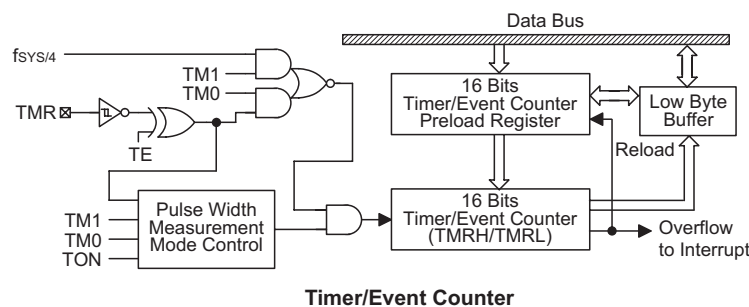 Data Bus
fSYS/4
TM1
TM0
TMR
TE
16 Bits
Timer/Event Counter
Preload Register
Low Byte
Buffer
Reload
TM1
TM0
TON
Pulse Width
Measurement
Mode Control
16 Bits
Timer/Event Counter
(TMRH/TMRL)
Overflow
to Interrupt
Timer/Event Counter